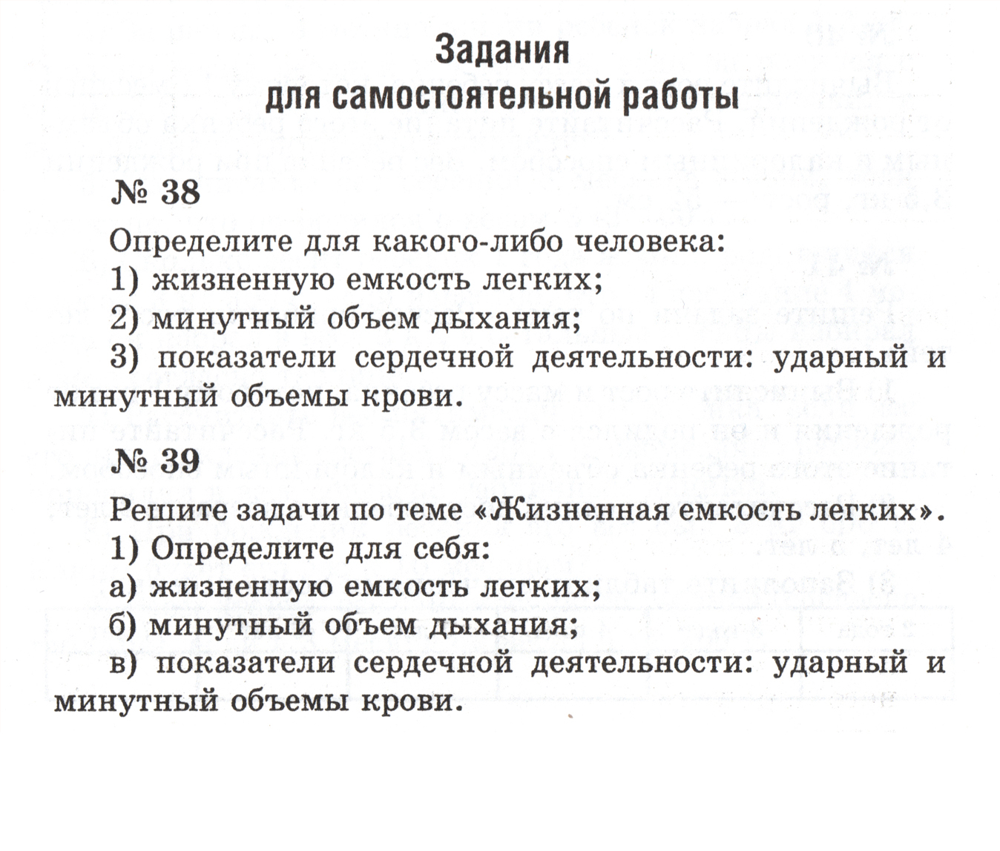 Задания
для самостоятельной работы
№ 38
Определите для какого-либо человека:
1) жизненную емкость легких;
2) минутный объем дыхания;
3) показатели сердечной деятельности: ударный и
минутный объемы крови.
№ 39
Решите задачи по теме «Жизненная емкость легких».
1) Определите для себя:
а) жизненную емкость легких;
б) минутный объем дыхания;
в) показатели сердечной деятельности: ударный и
минутный объемы крови.